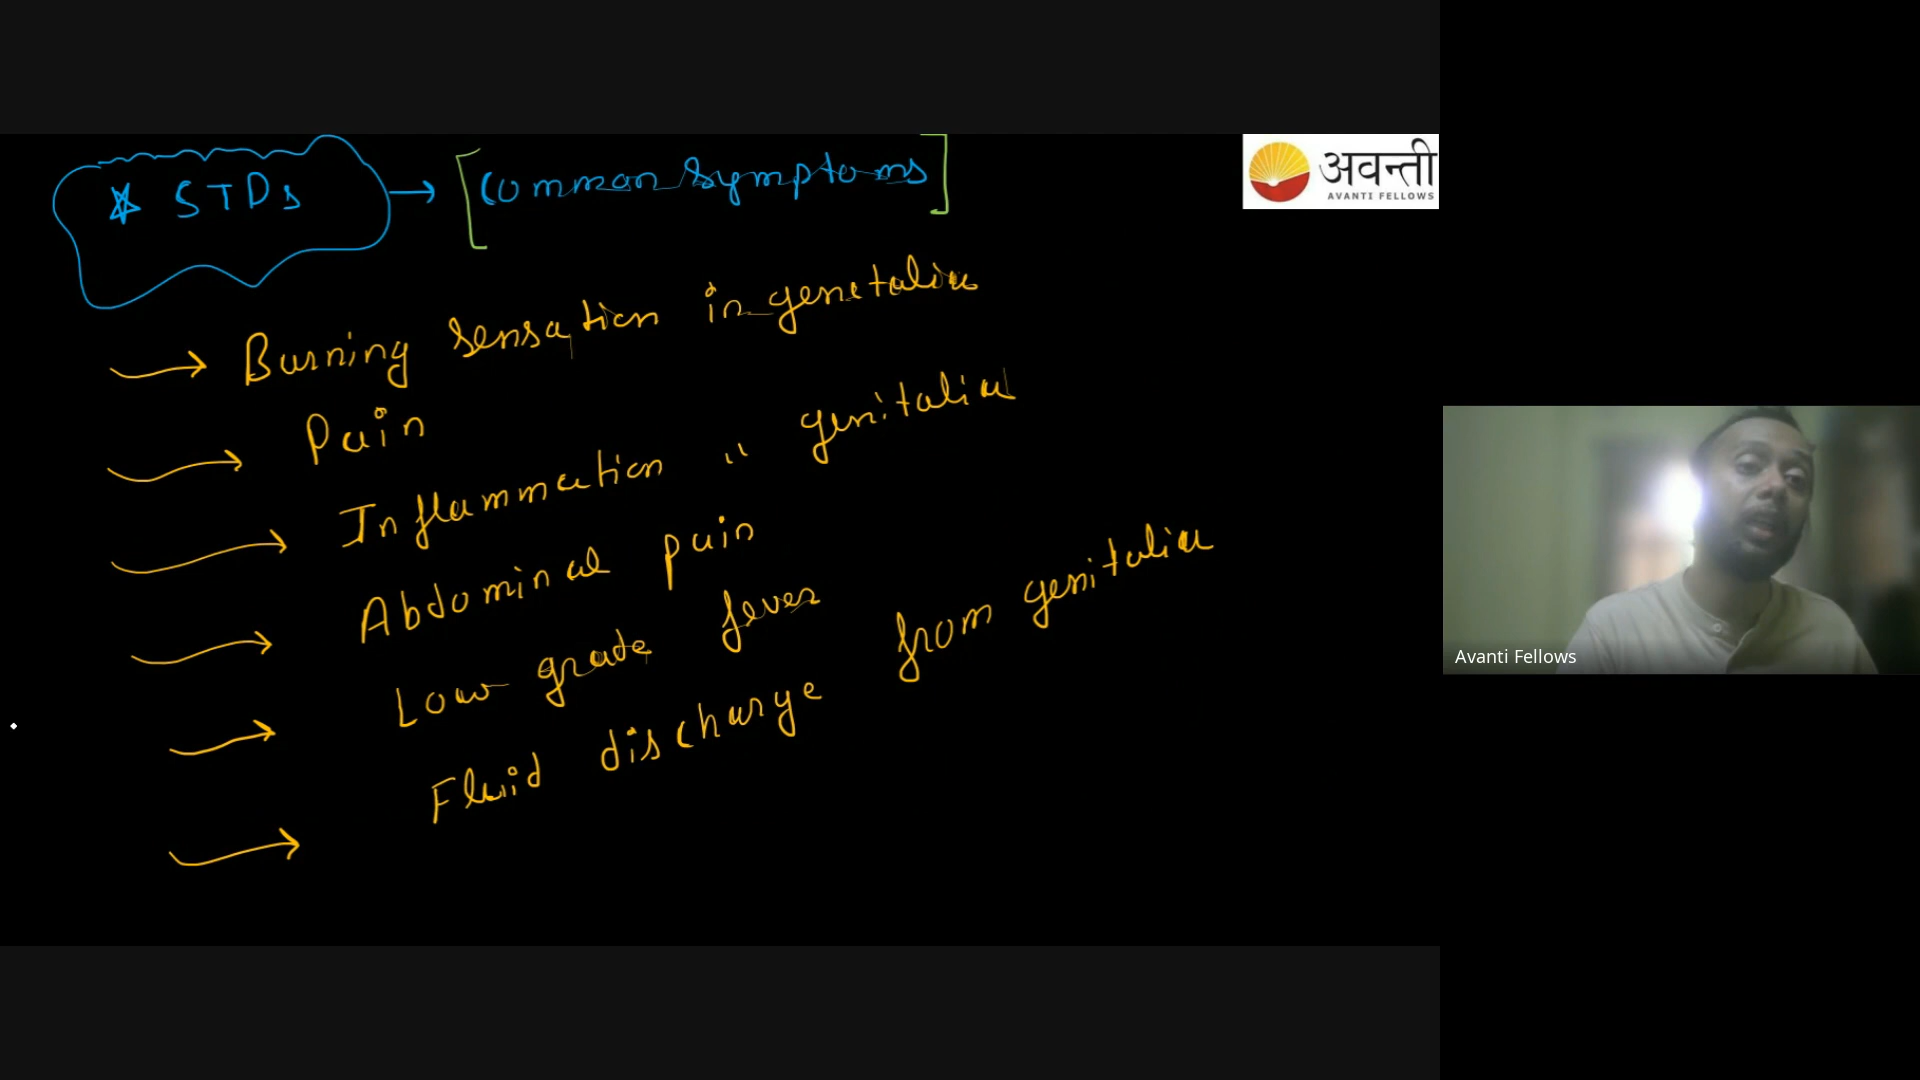 * STDs → [Common Symptoms]
→ Burning sensation in genetalia
→ Pain
→ Inflammation " genitalia
→ Abdominal pain
→ Low grade fever
→ Fluid discharge from genitalia
अवन्ती
AVANTI FELLOWS
Avanti Fellows